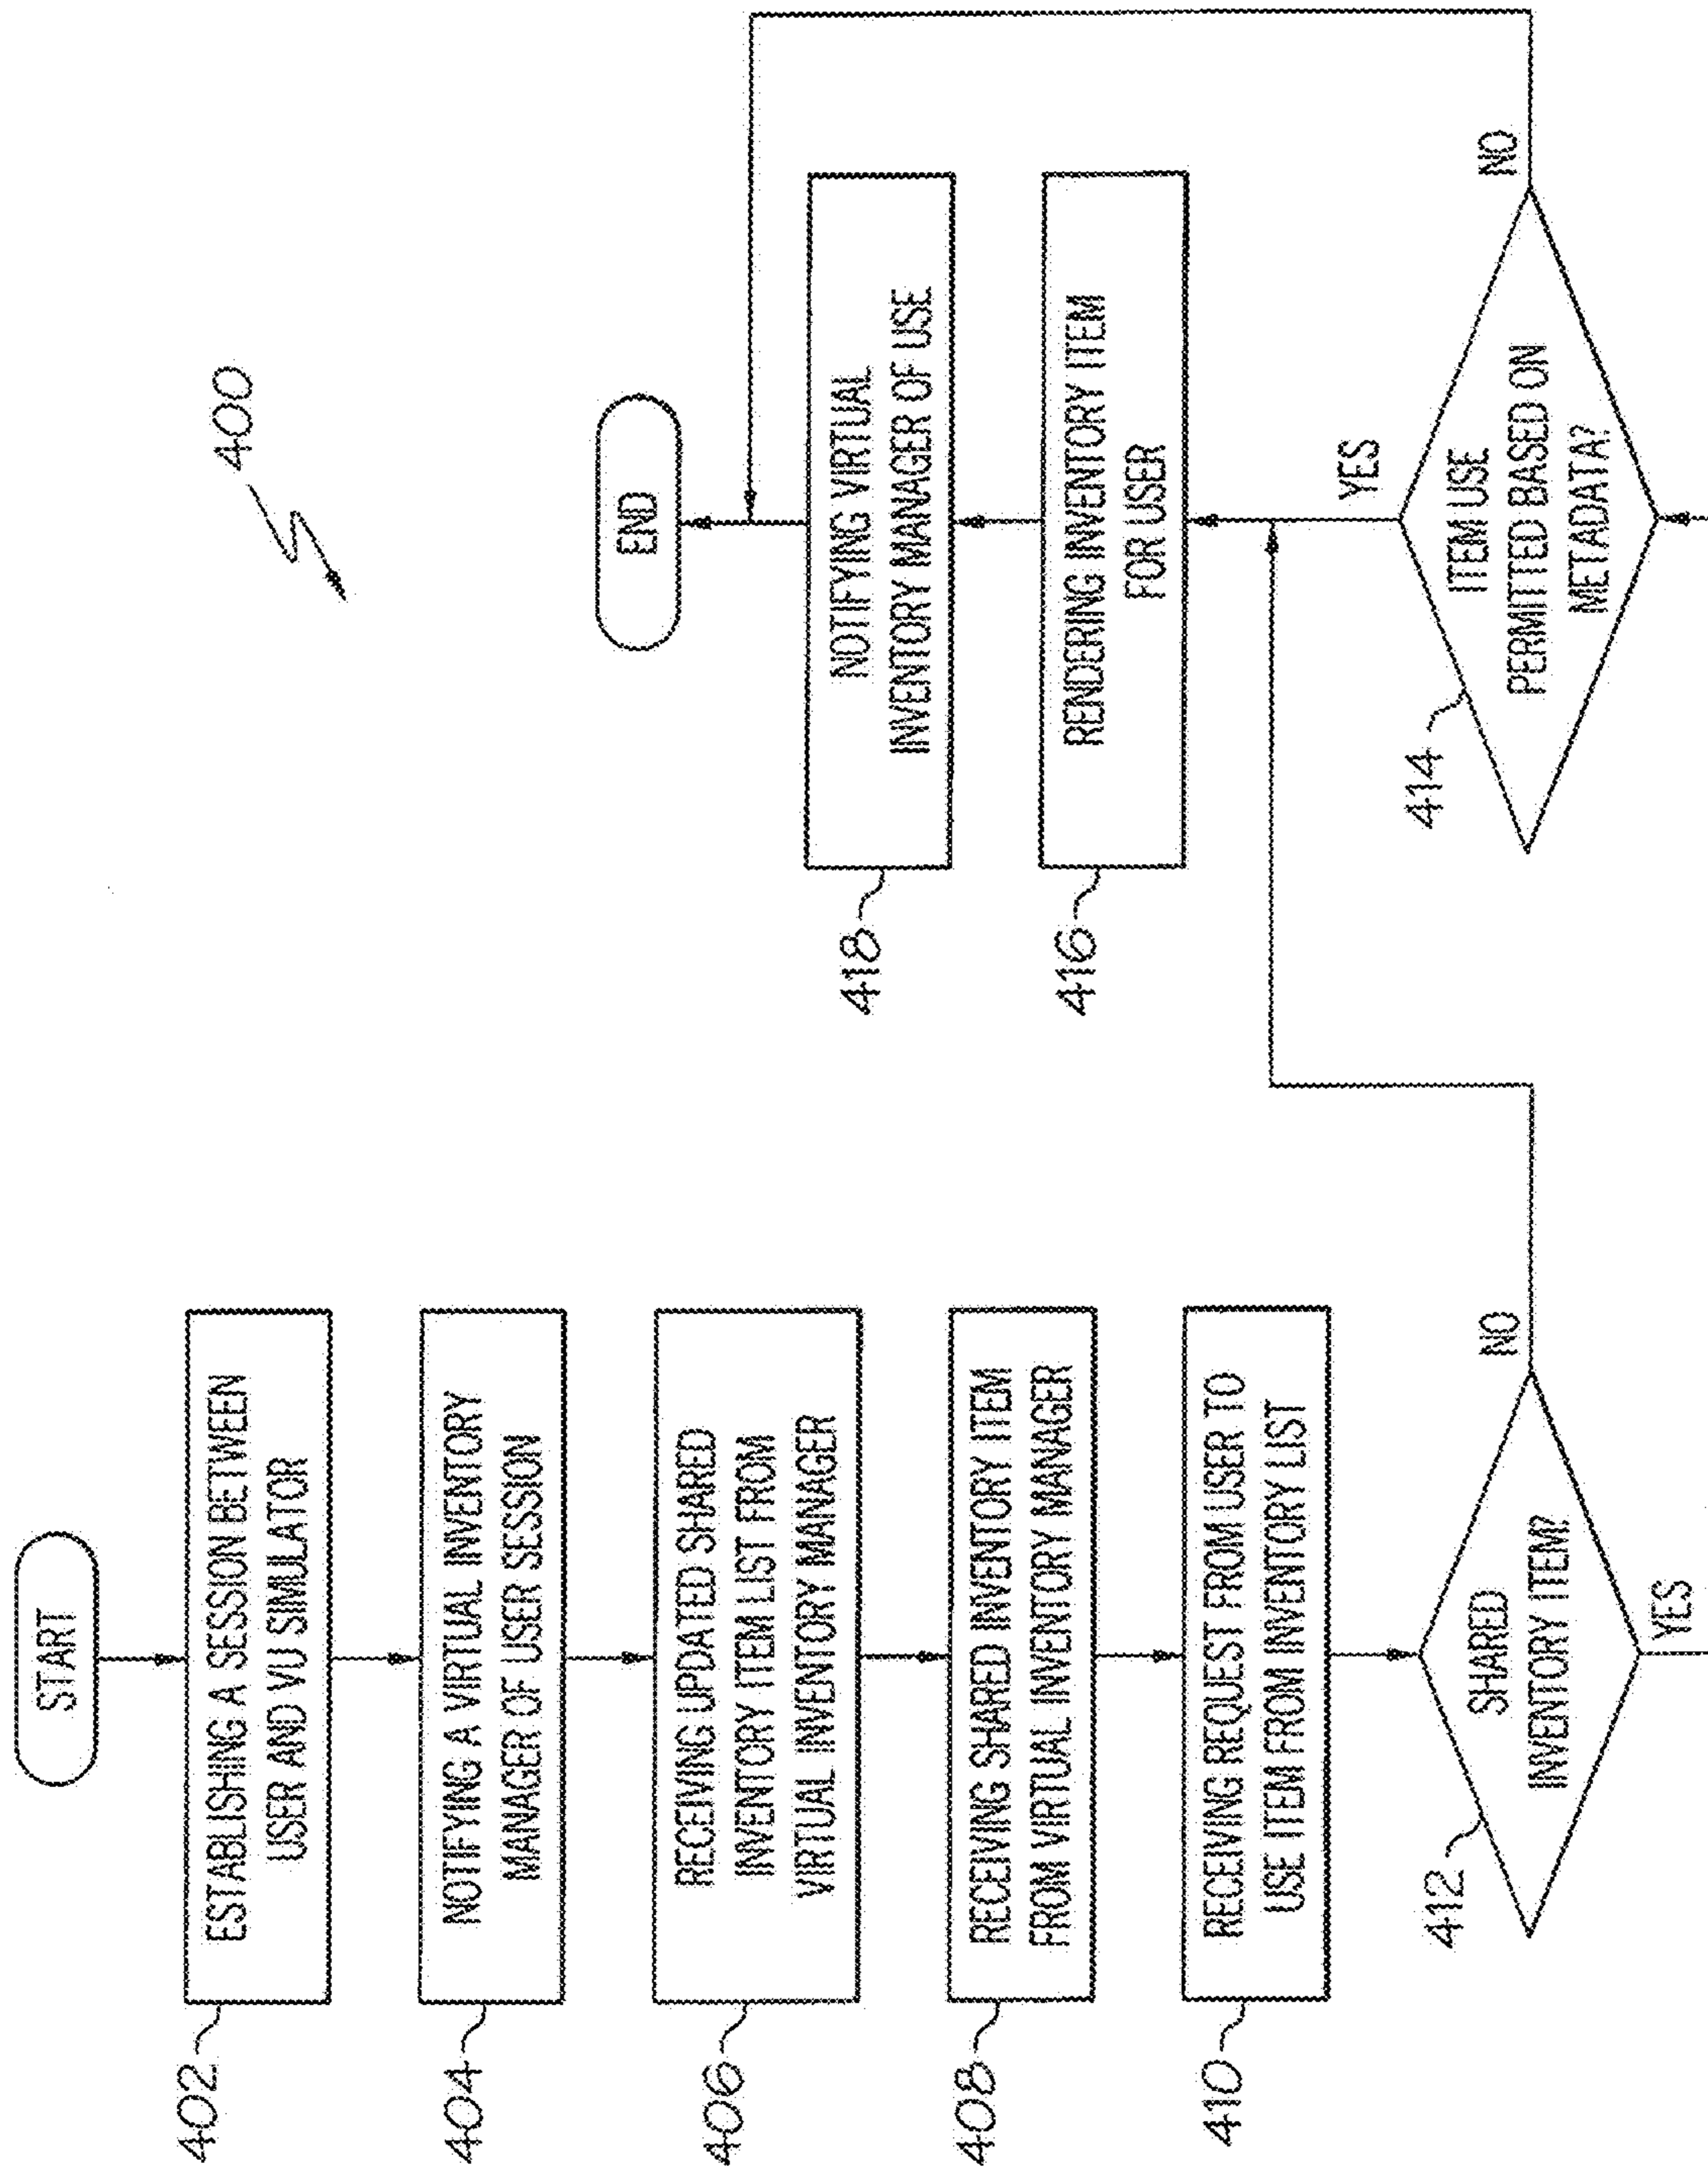 400
START
402
ESTABLISHING A SESSION BETWEEN
USER AND VU SIMULATOR
404
NOTIFYING A VIRTUAL INVENTORY
MANAGER OF USER SESSION
406
RECEIVING UPDATED SHARED
INVENTORY ITEM LIST FROM
VIRTUAL INVENTORY MANAGER
408
RECEIVING SHARED INVENTORY ITEM
FROM VIRTUAL INVENTORY MANAGER
410
RECEIVING REQUEST FROM USER TO
USE ITEM FROM INVENTORY LIST
412
SHARED
INVENTORY ITEM?
NO
YES
414
ITEM USE
PERMITTED BASED ON
METADATA?
NO
YES
416
RENDERING INVENTORY ITEM
FOR USER
418
NOTIFYING VIRTUAL
INVENTORY MANAGER OF USE
END